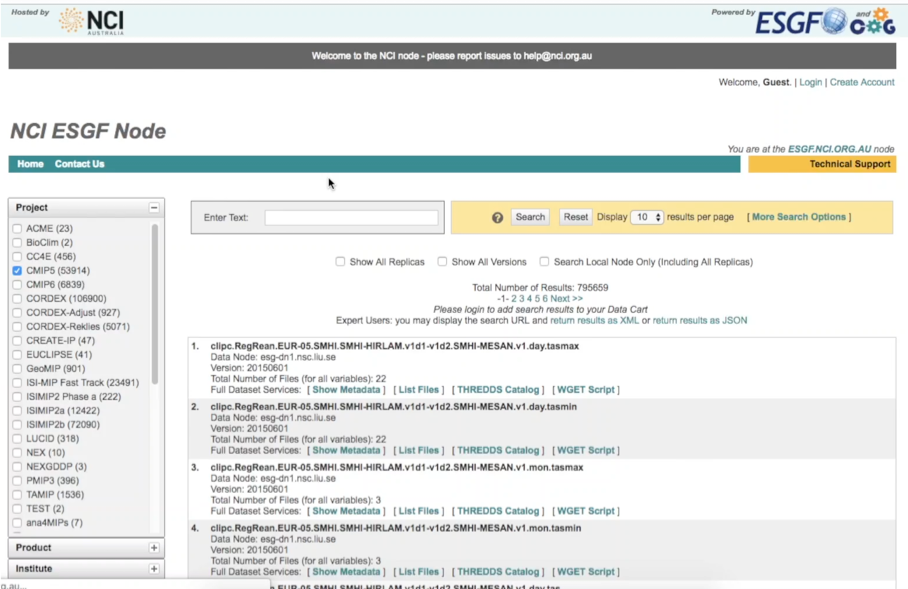 Hosted by
NCI
AUSTRALIA
Powered by ESGF and CoG
Welcome to the NCI node - please report issues to help@nci.org.au
Welcome, Guest. | Login | Create Account
NCI ESGF Node
You are at the ESGF.NCI.ORG.AU node
Home Contact Us Technical Support
Project
ACME (23)
BioClim (2)
CC4E (456)
CMIP5 (53914)
CMIP6 (6839)
CORDEX (106900)
CORDEX-Adjust (927)
CORDEX-Reklies (5071)
CREATE-IP (47)
EUCLIPSE (41)
GeoMIP (901)
ISI-MIP Fast Track (23491)
ISIMIP2 Phase a (222)
ISIMIP2a (12422)
ISIMIP2b (72090)
LUCID (318)
NEX (10)
NEXGDDP (3)
PMIP3 (396)
TAMIP (1536)
TEST (2)
ana4MIPs (7)
Product
Institute
Enter Text:
? Search Reset Display 10 results per page [ More Search Options ]
Show All Replicas Show All Versions Search Local Node Only (Including All Replicas)
Total Number of Results: 795659
-1- 2 3 4 5 6 Next >>
Please login to add search results to your Data Cart
Expert Users: you may display the search URL and return results as XML or return results as JSON
1. clipc.RegRean.EUR-05.SMHI.SMHI-HIRLAM.v1d1-v1d2.SMHI-MESAN.v1.day.tasmax
Data Node: esg-dn1.nsc.liu.se
Version: 20150601
Total Number of Files (for all variables): 22
Full Dataset Services: [ Show Metadata ] [ List Files ] [ THREDDS Catalog ] [ WGET Script ]
2. clipc.RegRean.EUR-05.SMHI.SMHI-HIRLAM.v1d1-v1d2.SMHI-MESAN.v1.day.tasmin
Data Node: esg-dn1.nsc.liu.se
Version: 20150601
Total Number of Files (for all variables): 22
Full Dataset Services: [ Show Metadata ] [ List Files ] [ THREDDS Catalog ] [ WGET Script ]
3. clipc.RegRean.EUR-05.SMHI.SMHI-HIRLAM.v1d1-v1d2.SMHI-MESAN.v1.mon.tasmax
Data Node: esg-dn1.nsc.liu.se
Version: 20150601
Total Number of Files (for all variables): 3
Full Dataset Services: [ Show Metadata ] [ List Files ] [ THREDDS Catalog ] [ WGET Script ]
4. clipc.RegRean.EUR-05.SMHI.SMHI-HIRLAM.v1d1-v1d2.SMHI-MESAN.v1.mon.tasmin
Data Node: esg-dn1.nsc.liu.se
Version: 20150601
Total Number of Files (for all variables): 3
Full Dataset Services: [ Show Metadata ] [ List Files ] [ THREDDS Catalog ] [ WGET Script ]